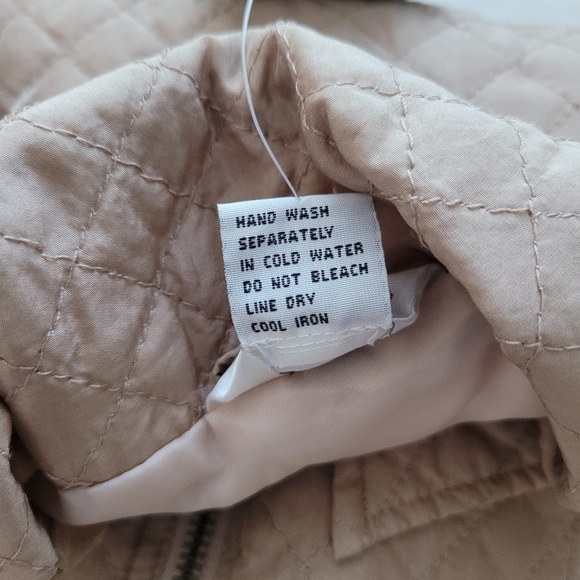 HAND WASH
SEPARATELY
IN COLD WATER
DO NOT BLEACH
LINE DRY
COOL IRON